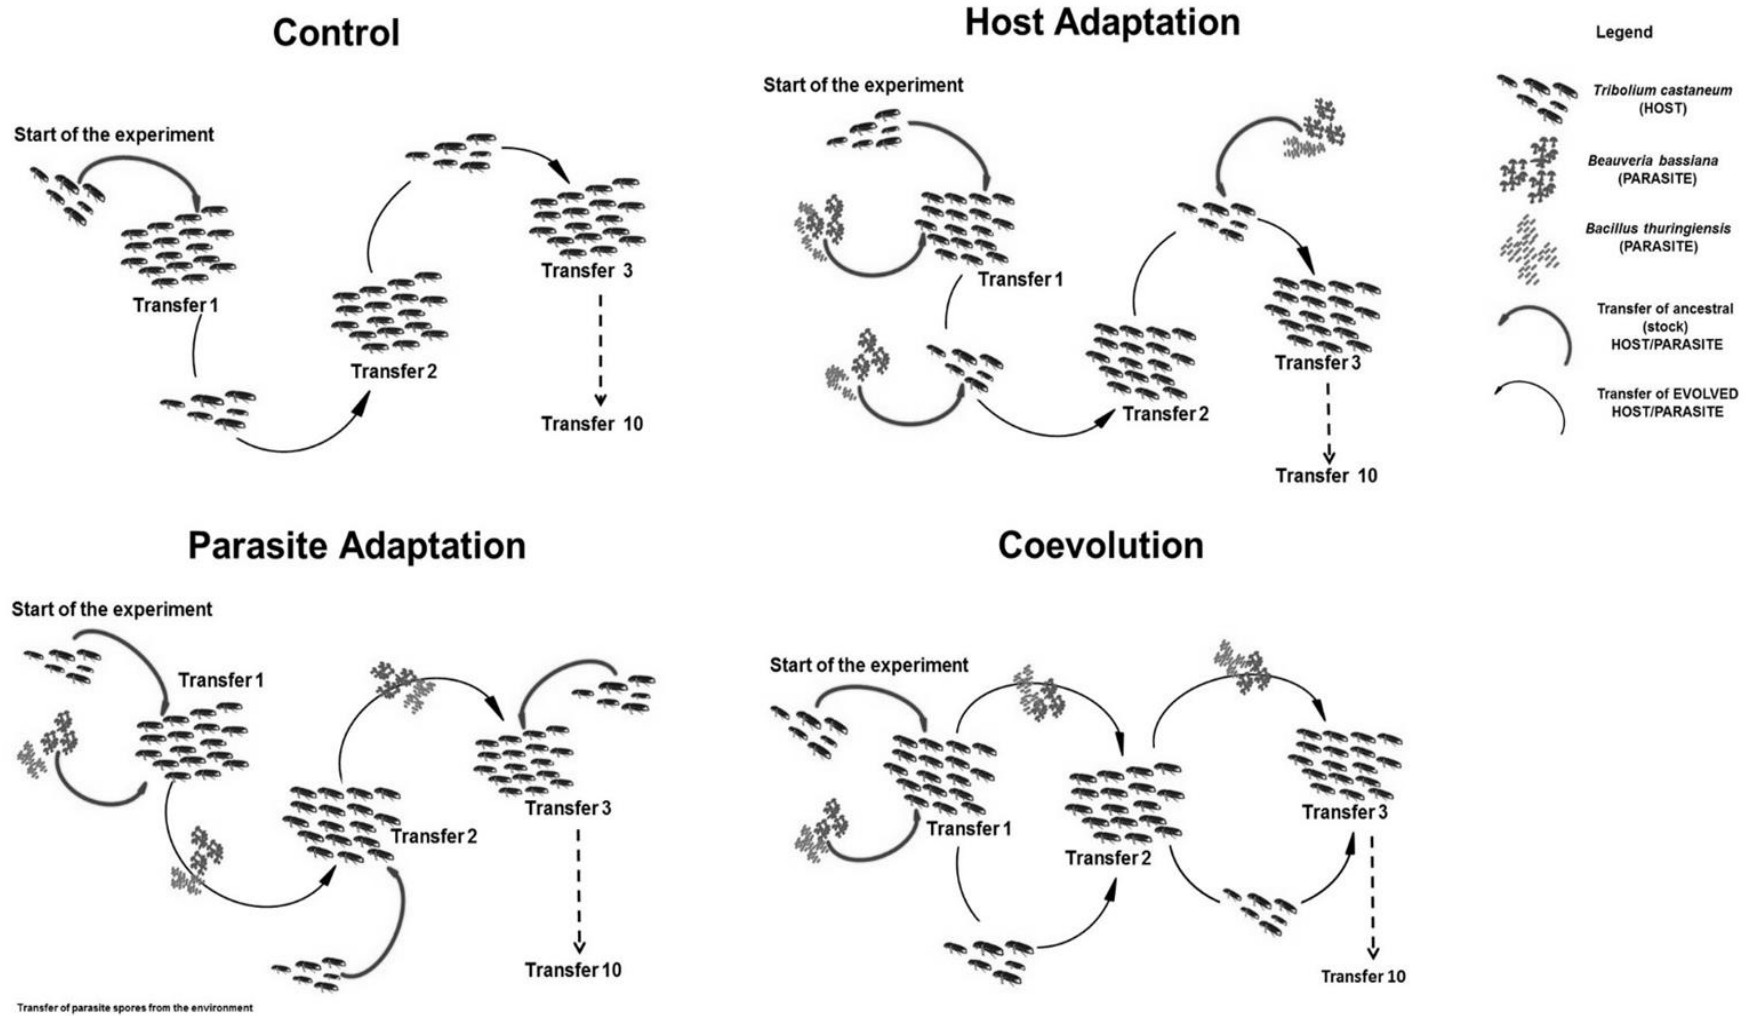 Control
Start of the experiment
Transfer 1
Transfer 2
Transfer 3
Transfer 10
Host Adaptation
Start of the experiment
Transfer 1
Transfer 2
Transfer 3
Transfer 10
Legend
Tribolium castaneum
(HOST)
Beauveria bassiana
(PARASITE)
Bacillus thuringiensis
(PARASITE)
Transfer of ancestral
(stock)
HOST/PARASITE
Transfer of EVOLVED
HOST/PARASITE
Parasite Adaptation
Start of the experiment
Transfer 1
Transfer 2
Transfer 3
Transfer 10
Transfer of parasite spores from the environment
Coevolution
Start of the experiment
Transfer 1
Transfer 2
Transfer 3
Transfer 10